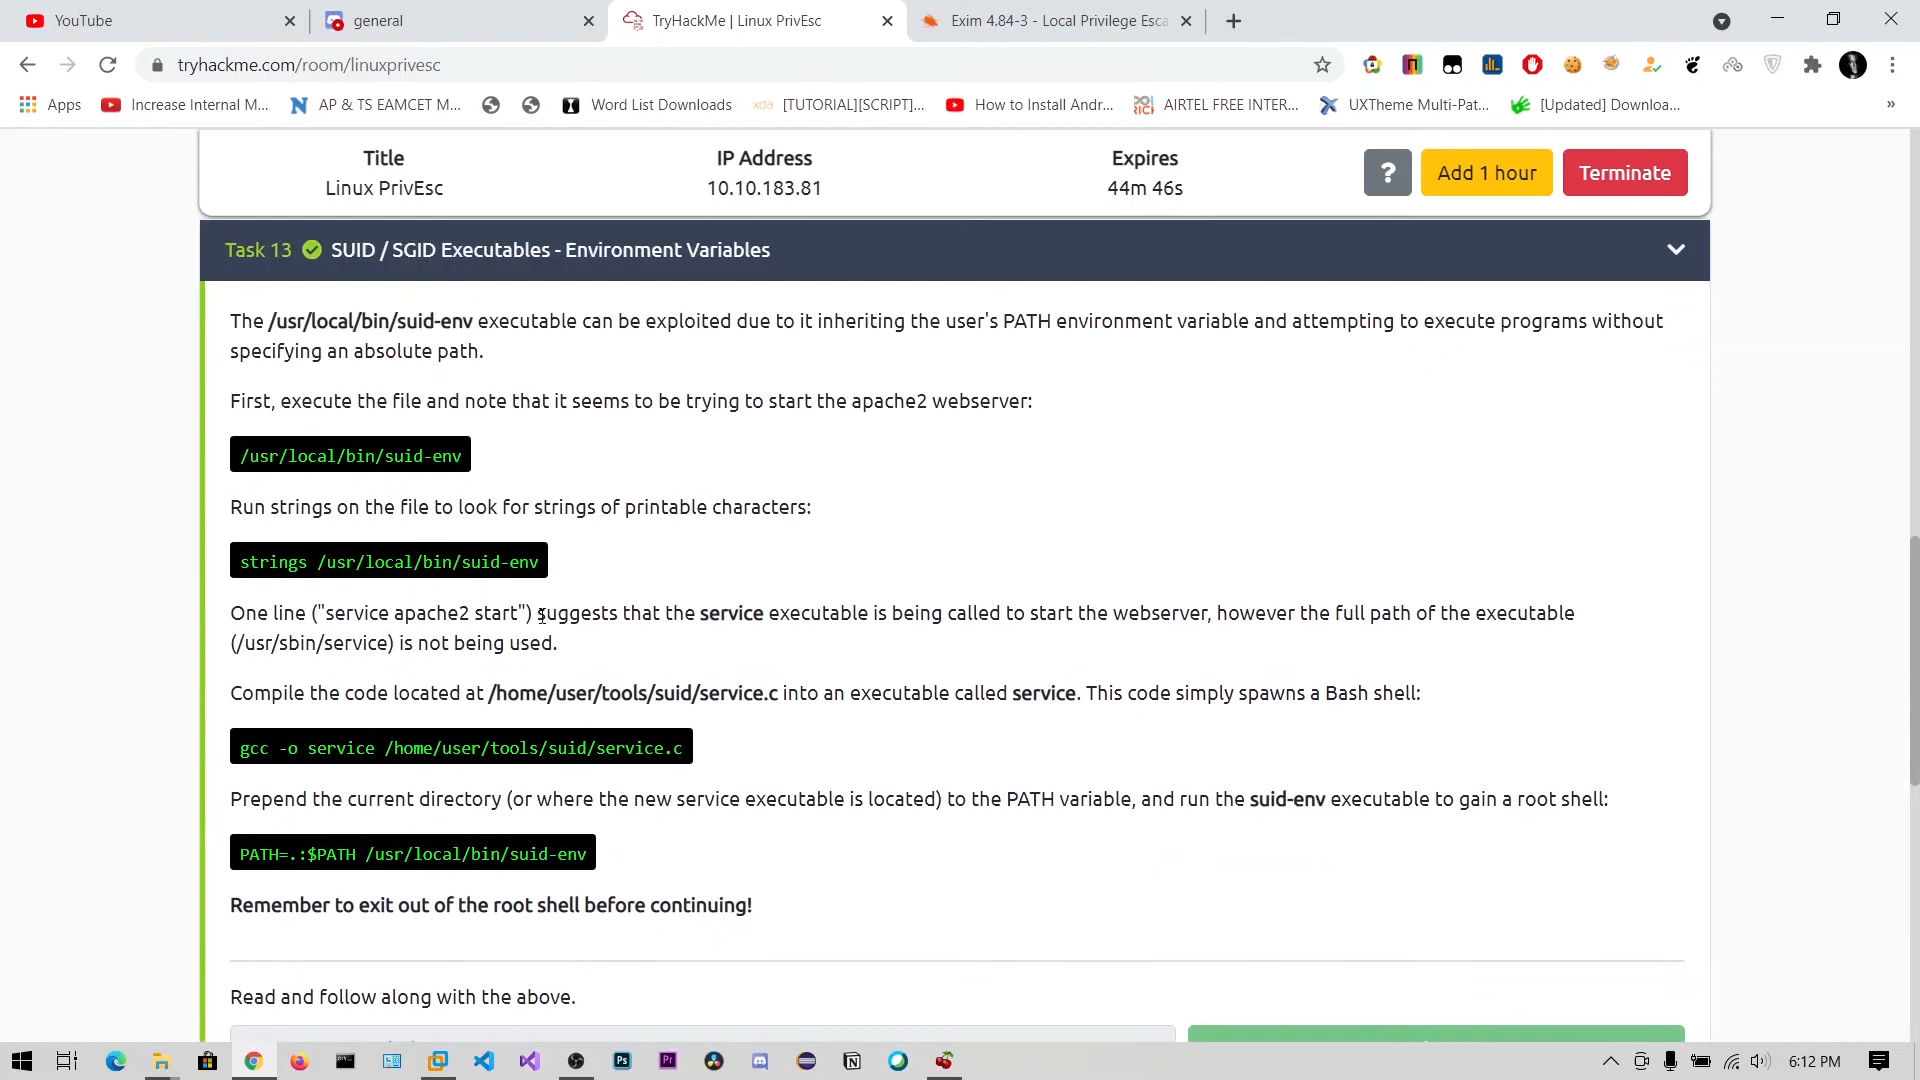 YouTube
general
TryHackMe | Linux PrivEsc
Exim 4.84-3 - Local Privilege Esca
tryhackme.com/room/linuxprivesc
Apps
Increase Internal M...
AP & TS EAMCET M...
Word List Downloads
[TUTORIAL][SCRIPT]...
How to Install Andr...
AIRTEL FREE INTER...
UXTheme Multi-Pat...
[Updated] Downloa...
»
Title
Linux PrivEsc
IP Address
10.10.183.81
Expires
44m 46s
?
Add 1 hour
Terminate
Task 13 SUID / SGID Executables - Environment Variables
The /usr/local/bin/suid-env executable can be exploited due to it inheriting the user's PATH environment variable and attempting to execute programs without
specifying an absolute path.
First, execute the file and note that it seems to be trying to start the apache2 webserver:
/usr/local/bin/suid-env
Run strings on the file to look for strings of printable characters:
strings /usr/local/bin/suid-env
One line ("service apache2 start") suggests that the service executable is being called to start the webserver, however the full path of the executable
(/usr/sbin/service) is not being used.
Compile the code located at /home/user/tools/suid/service.c into an executable called service. This code simply spawns a Bash shell:
gcc -o service /home/user/tools/suid/service.c
Prepend the current directory (or where the new service executable is located) to the PATH variable, and run the suid-env executable to gain a root shell:
PATH=.:$PATH /usr/local/bin/suid-env
Remember to exit out of the root shell before continuing!
Read and follow along with the above.
6:12 PM